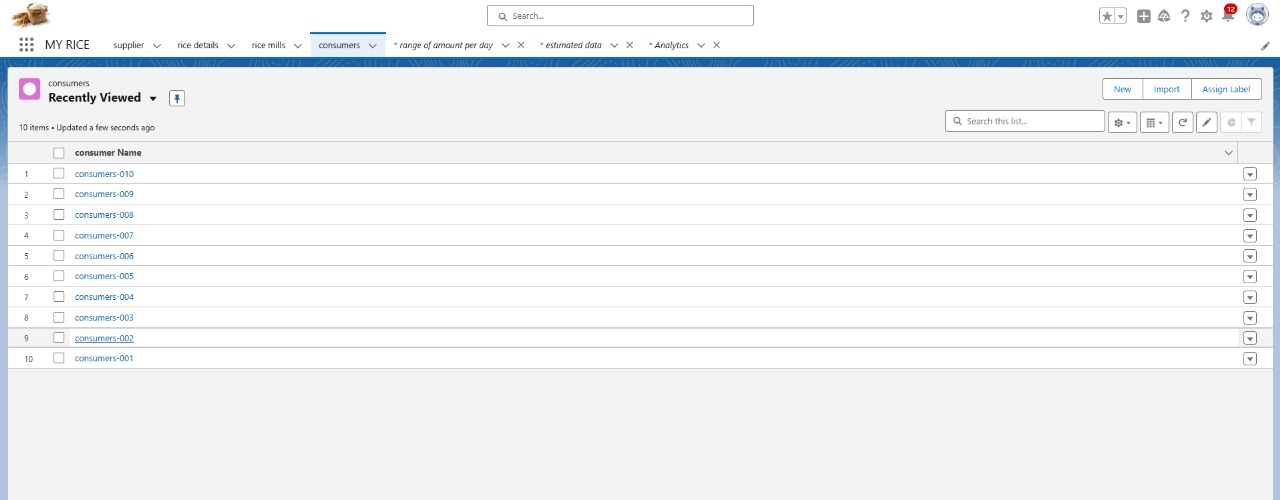 Search...
12
MY RICE
supplier
rice details
rice mills
consumers
* range of amount per day
* estimated data
* Analytics
consumers
Recently Viewed
New
Import
Assign Label
10 items • Updated a few seconds ago
Search this list...
consumer Name
1 consumers-010
2 consumers-009
3 consumers-008
4 consumers-007
5 consumers-006
6 consumers-005
7 consumers-004
8 consumers-003
9 consumers-002
10 consumers-001